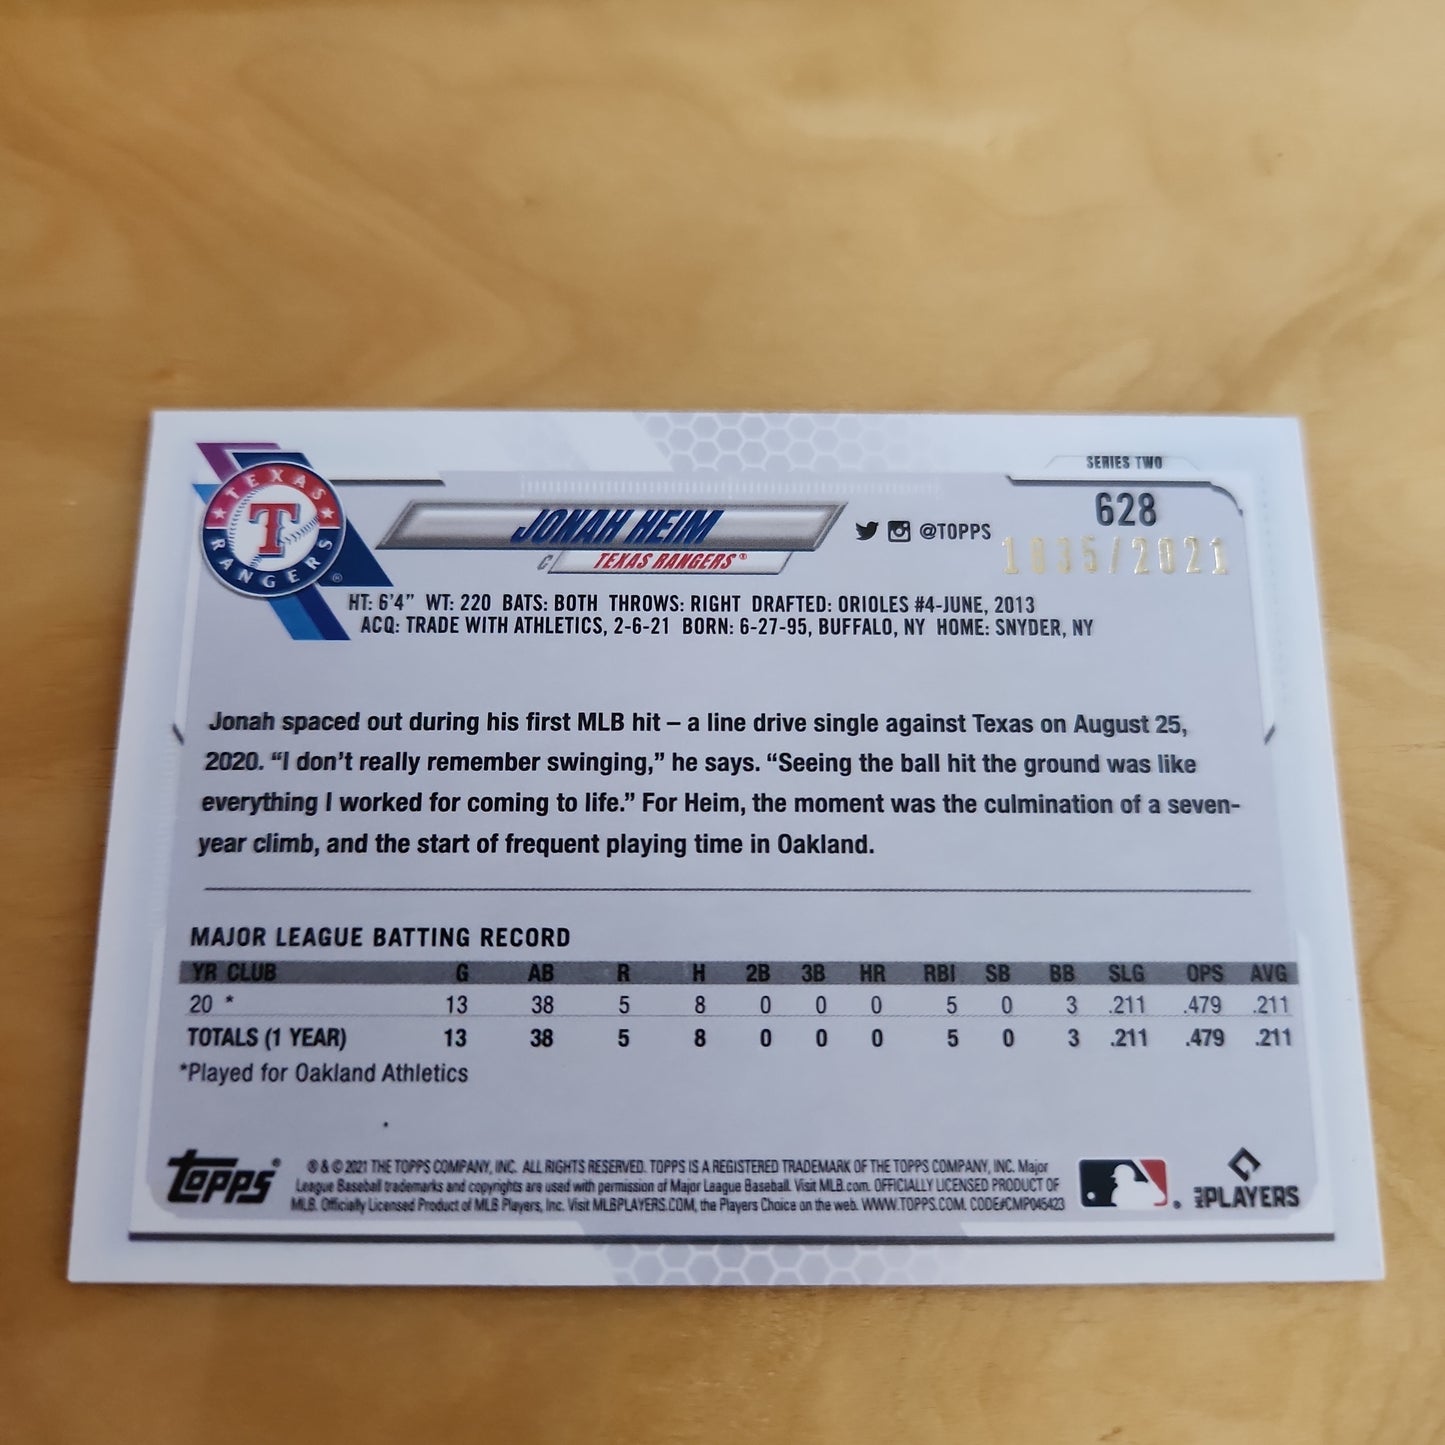 SERIES TWO
628
1035/2021
TEXAS RANGERS
T
JONAH HEIM
@TOPPS
C TEXAS RANGERS®
HT: 6'4" WT: 220 BATS: BOTH THROWS: RIGHT DRAFTED: ORIOLES #4-JUNE, 2013
ACQ: TRADE WITH ATHLETICS, 2-6-21 BORN: 6-27-95, BUFFALO, NY HOME: SNYDER, NY
Jonah spaced out during his first MLB hit – a line drive single against Texas on August 25,
2020. “I don’t really remember swinging,” he says. “Seeing the ball hit the ground was like
everything I worked for coming to life.” For Heim, the moment was the culmination of a seven-
year climb, and the start of frequent playing time in Oakland.
MAJOR LEAGUE BATTING RECORD
YR CLUB G AB R H 2B 3B HR RBI SB BB SLG OPS AVG
20 * 13 38 5 8 0 0 0 5 0 3 .211 .479 .211
TOTALS (1 YEAR) 13 38 5 8 0 0 0 5 0 3 .211 .479 .211
*Played for Oakland Athletics
topps®
® & © 2021 THE TOPPS COMPANY, INC. ALL RIGHTS RESERVED. TOPPS IS A REGISTERED TRADEMARK OF THE TOPPS COMPANY, INC. Major
League Baseball trademarks and copyrights are used with permission of Major League Baseball. Visit MLB.com. OFFICIALLY LICENSED PRODUCT OF
MLB. Officially Licensed Product of MLB Players, Inc. Visit MLBPLAYERS.COM, the Players Choice on the web. WWW.TOPPS.COM. CODE#CMP045423
MLB PLAYERS